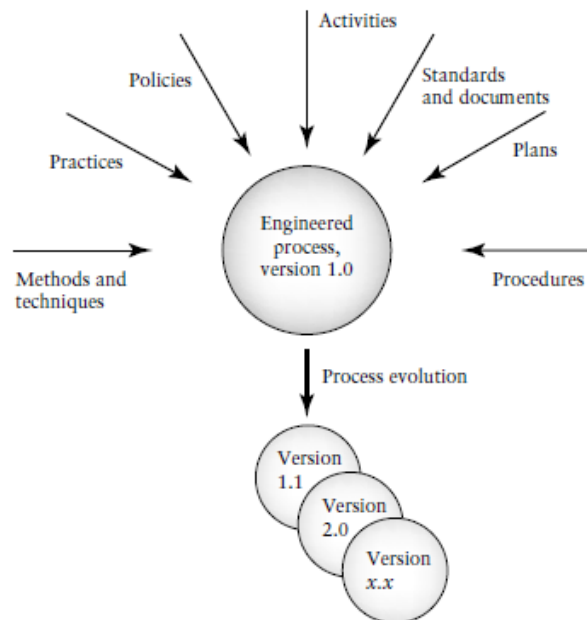 Activities
Policies
Standards
and documents
Practices
Plans
Engineered
process,
version 1.0
Methods and
techniques
Procedures
Process evolution
Version
1.1
Version
2.0
Version
x.x